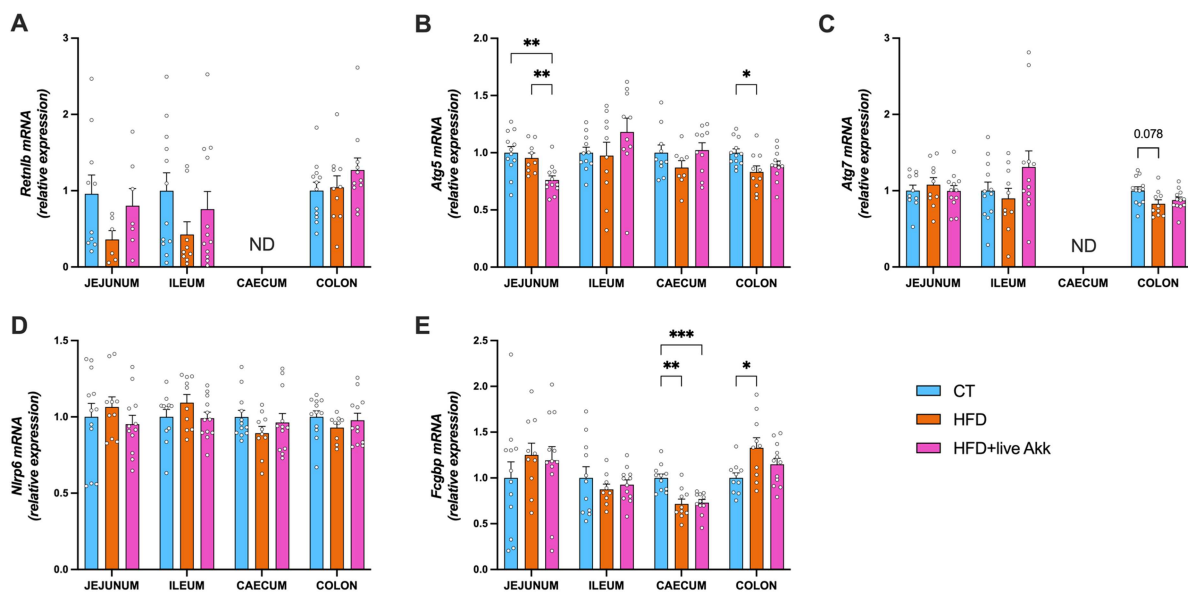 A
Retnlb mRNA
(relative expression)
3
2
1
0
ND
JEJUNUM ILEUM CAECUM COLON
B
Atg5 mRNA
(relative expression)
2.0
1.5
1.0
0.5
0.0
**
**
*
JEJUNUM ILEUM CAECUM COLON
C
Atg7 mRNA
(relative expression)
3
2
1
0
0.078
ND
JEJUNUM ILEUM CAECUM COLON
D
Nlrp6 mRNA
(relative expression)
1.5
1.0
0.5
0.0
JEJUNUM ILEUM CAECUM COLON
E
Fcgbp mRNA
(relative expression)
2.5
2.0
1.5
1.0
0.5
0.0
***
**
*
JEJUNUM ILEUM CAECUM COLON
CT
HFD
HFD+live Akk